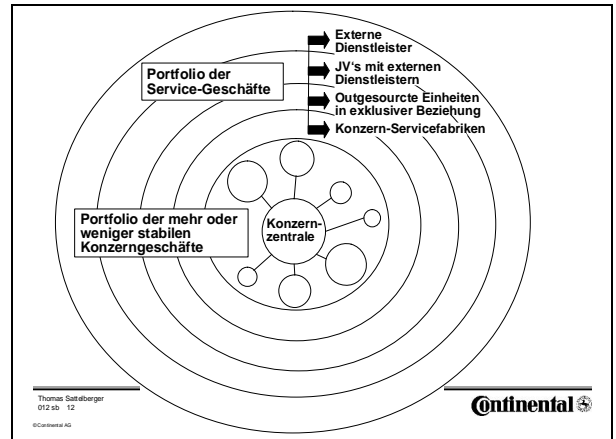 Externe
Dienstleister
JV's mit externen
Dienstleistern
Outgesourcte Einheiten
in exklusiver Beziehung
Konzern-Servicefabriken
Portfolio der
Service-Geschäfte
Portfolio der mehr oder
weniger stabilen
Konzerngeschäfte
Konzern-
zentrale
Thomas Sattelberger
012 sb 12
©Continental AG
Continental